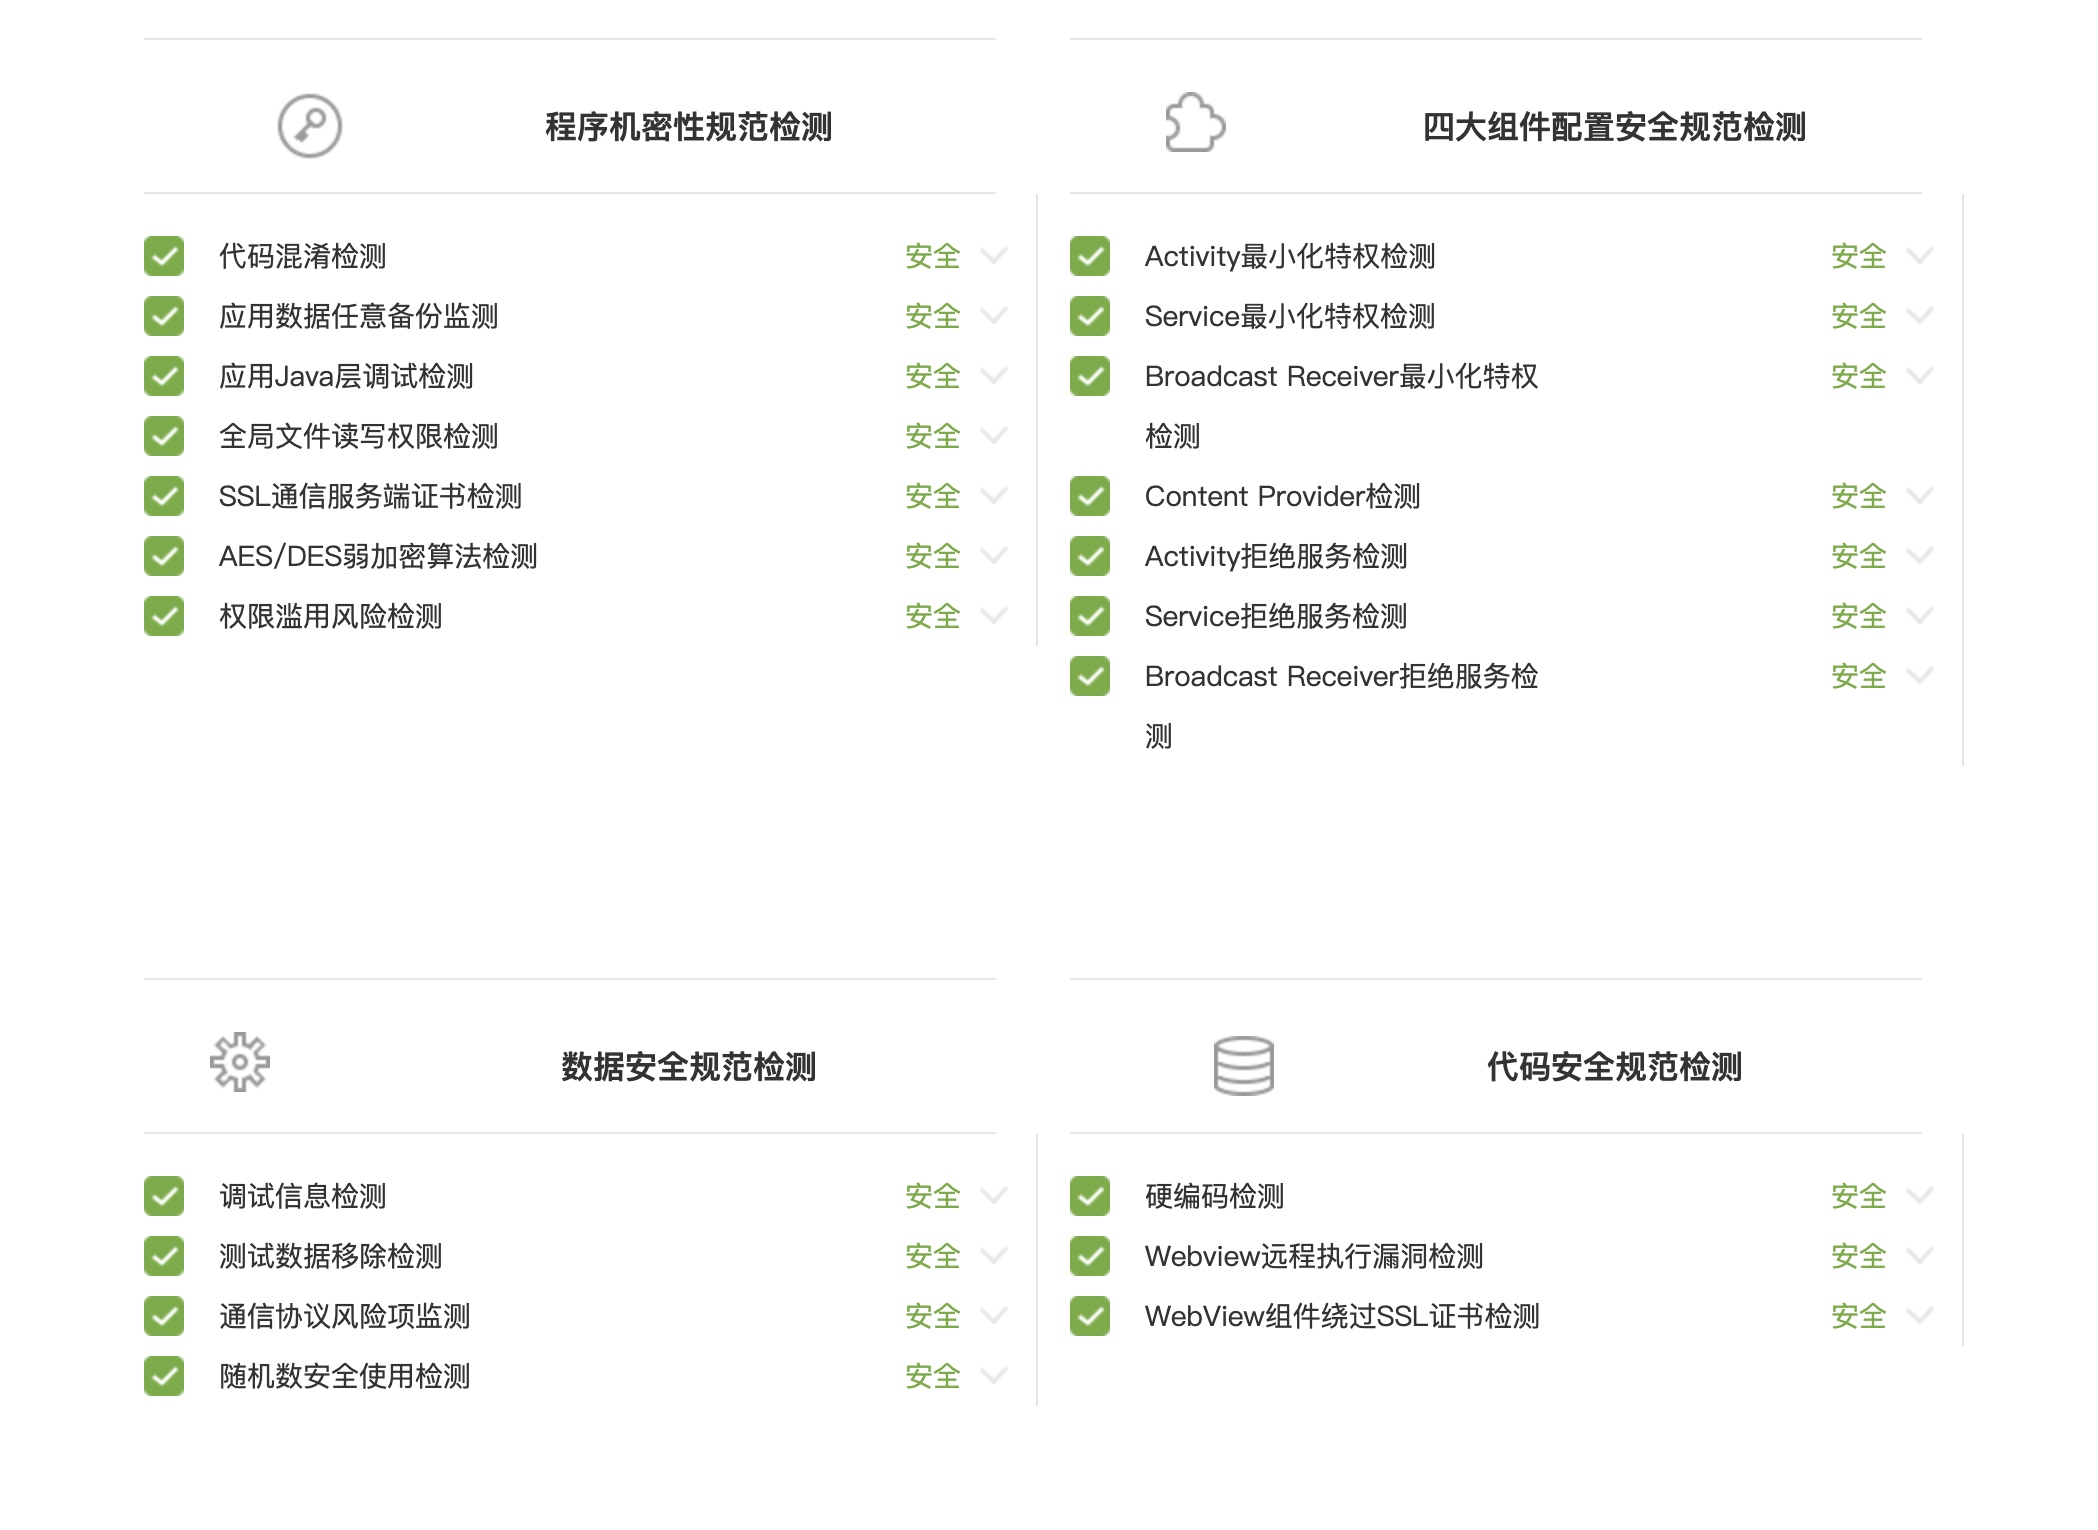 程序机密性规范检测
代码混淆检测 安全
应用数据任意备份监测 安全
应用Java层调试检测 安全
全局文件读写权限检测 安全
SSL通信服务端证书检测 安全
AES/DES弱加密算法检测 安全
权限滥用风险检测 安全
四大组件配置安全规范检测
Activity最小化特权检测 安全
Service最小化特权检测 安全
Broadcast Receiver最小化特权 安全
检测
Content Provider检测 安全
Activity拒绝服务检测 安全
Service拒绝服务检测 安全
Broadcast Receiver拒绝服务检 安全
测
数据安全规范检测
调试信息检测 安全
测试数据移除检测 安全
通信协议风险项监测 安全
随机数安全使用检测 安全
代码安全规范检测
硬编码检测 安全
Webview远程执行漏洞检测 安全
WebView组件绕过SSL证书检测 安全